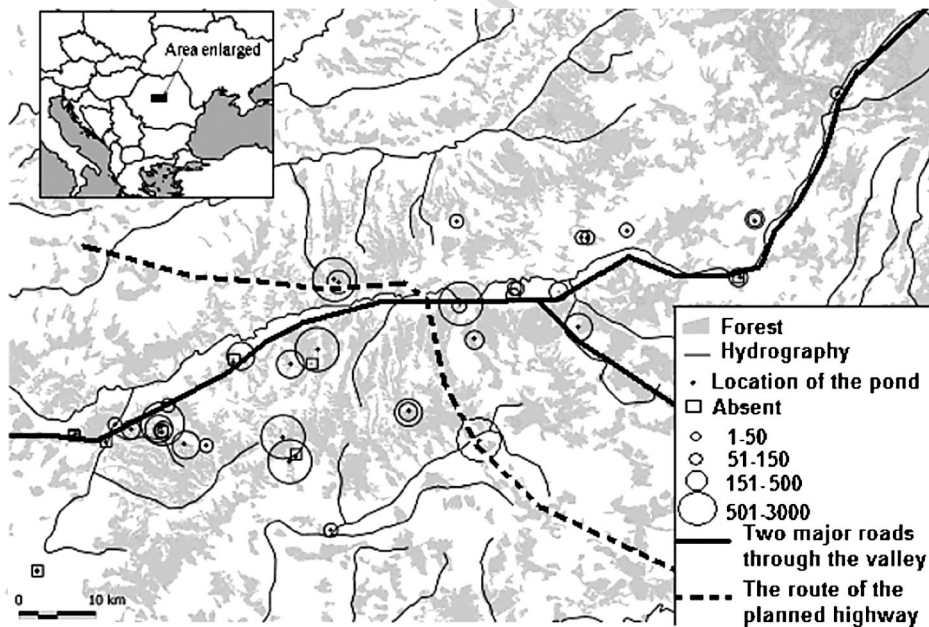 Area enlarged
Forest
Hydrography
Location of the pond
Absent
1-50
51-150
151-500
501-3000
Two major roads
through the valley
The route of the
planned highway
0 10 km